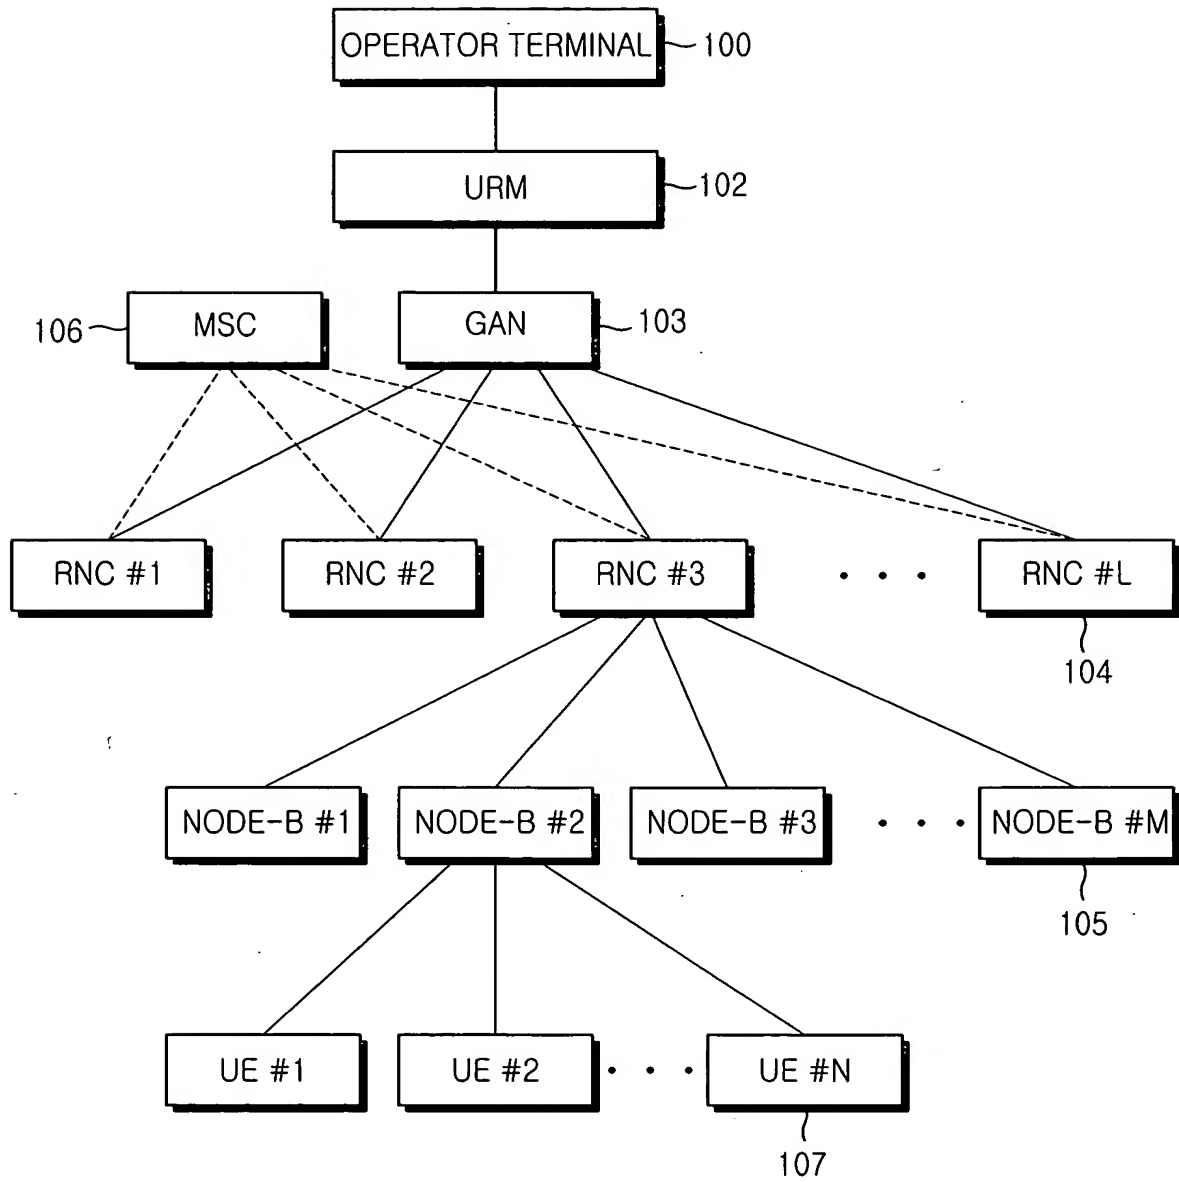 OPERATOR TERMINAL 100
URM 102
106 MSC GAN 103
RNC #1 RNC #2 RNC #3 RNC #L
104
NODE-B #1 NODE-B #2 NODE-B #3 NODE-B #M
105
UE #1 UE #2 UE #N
107